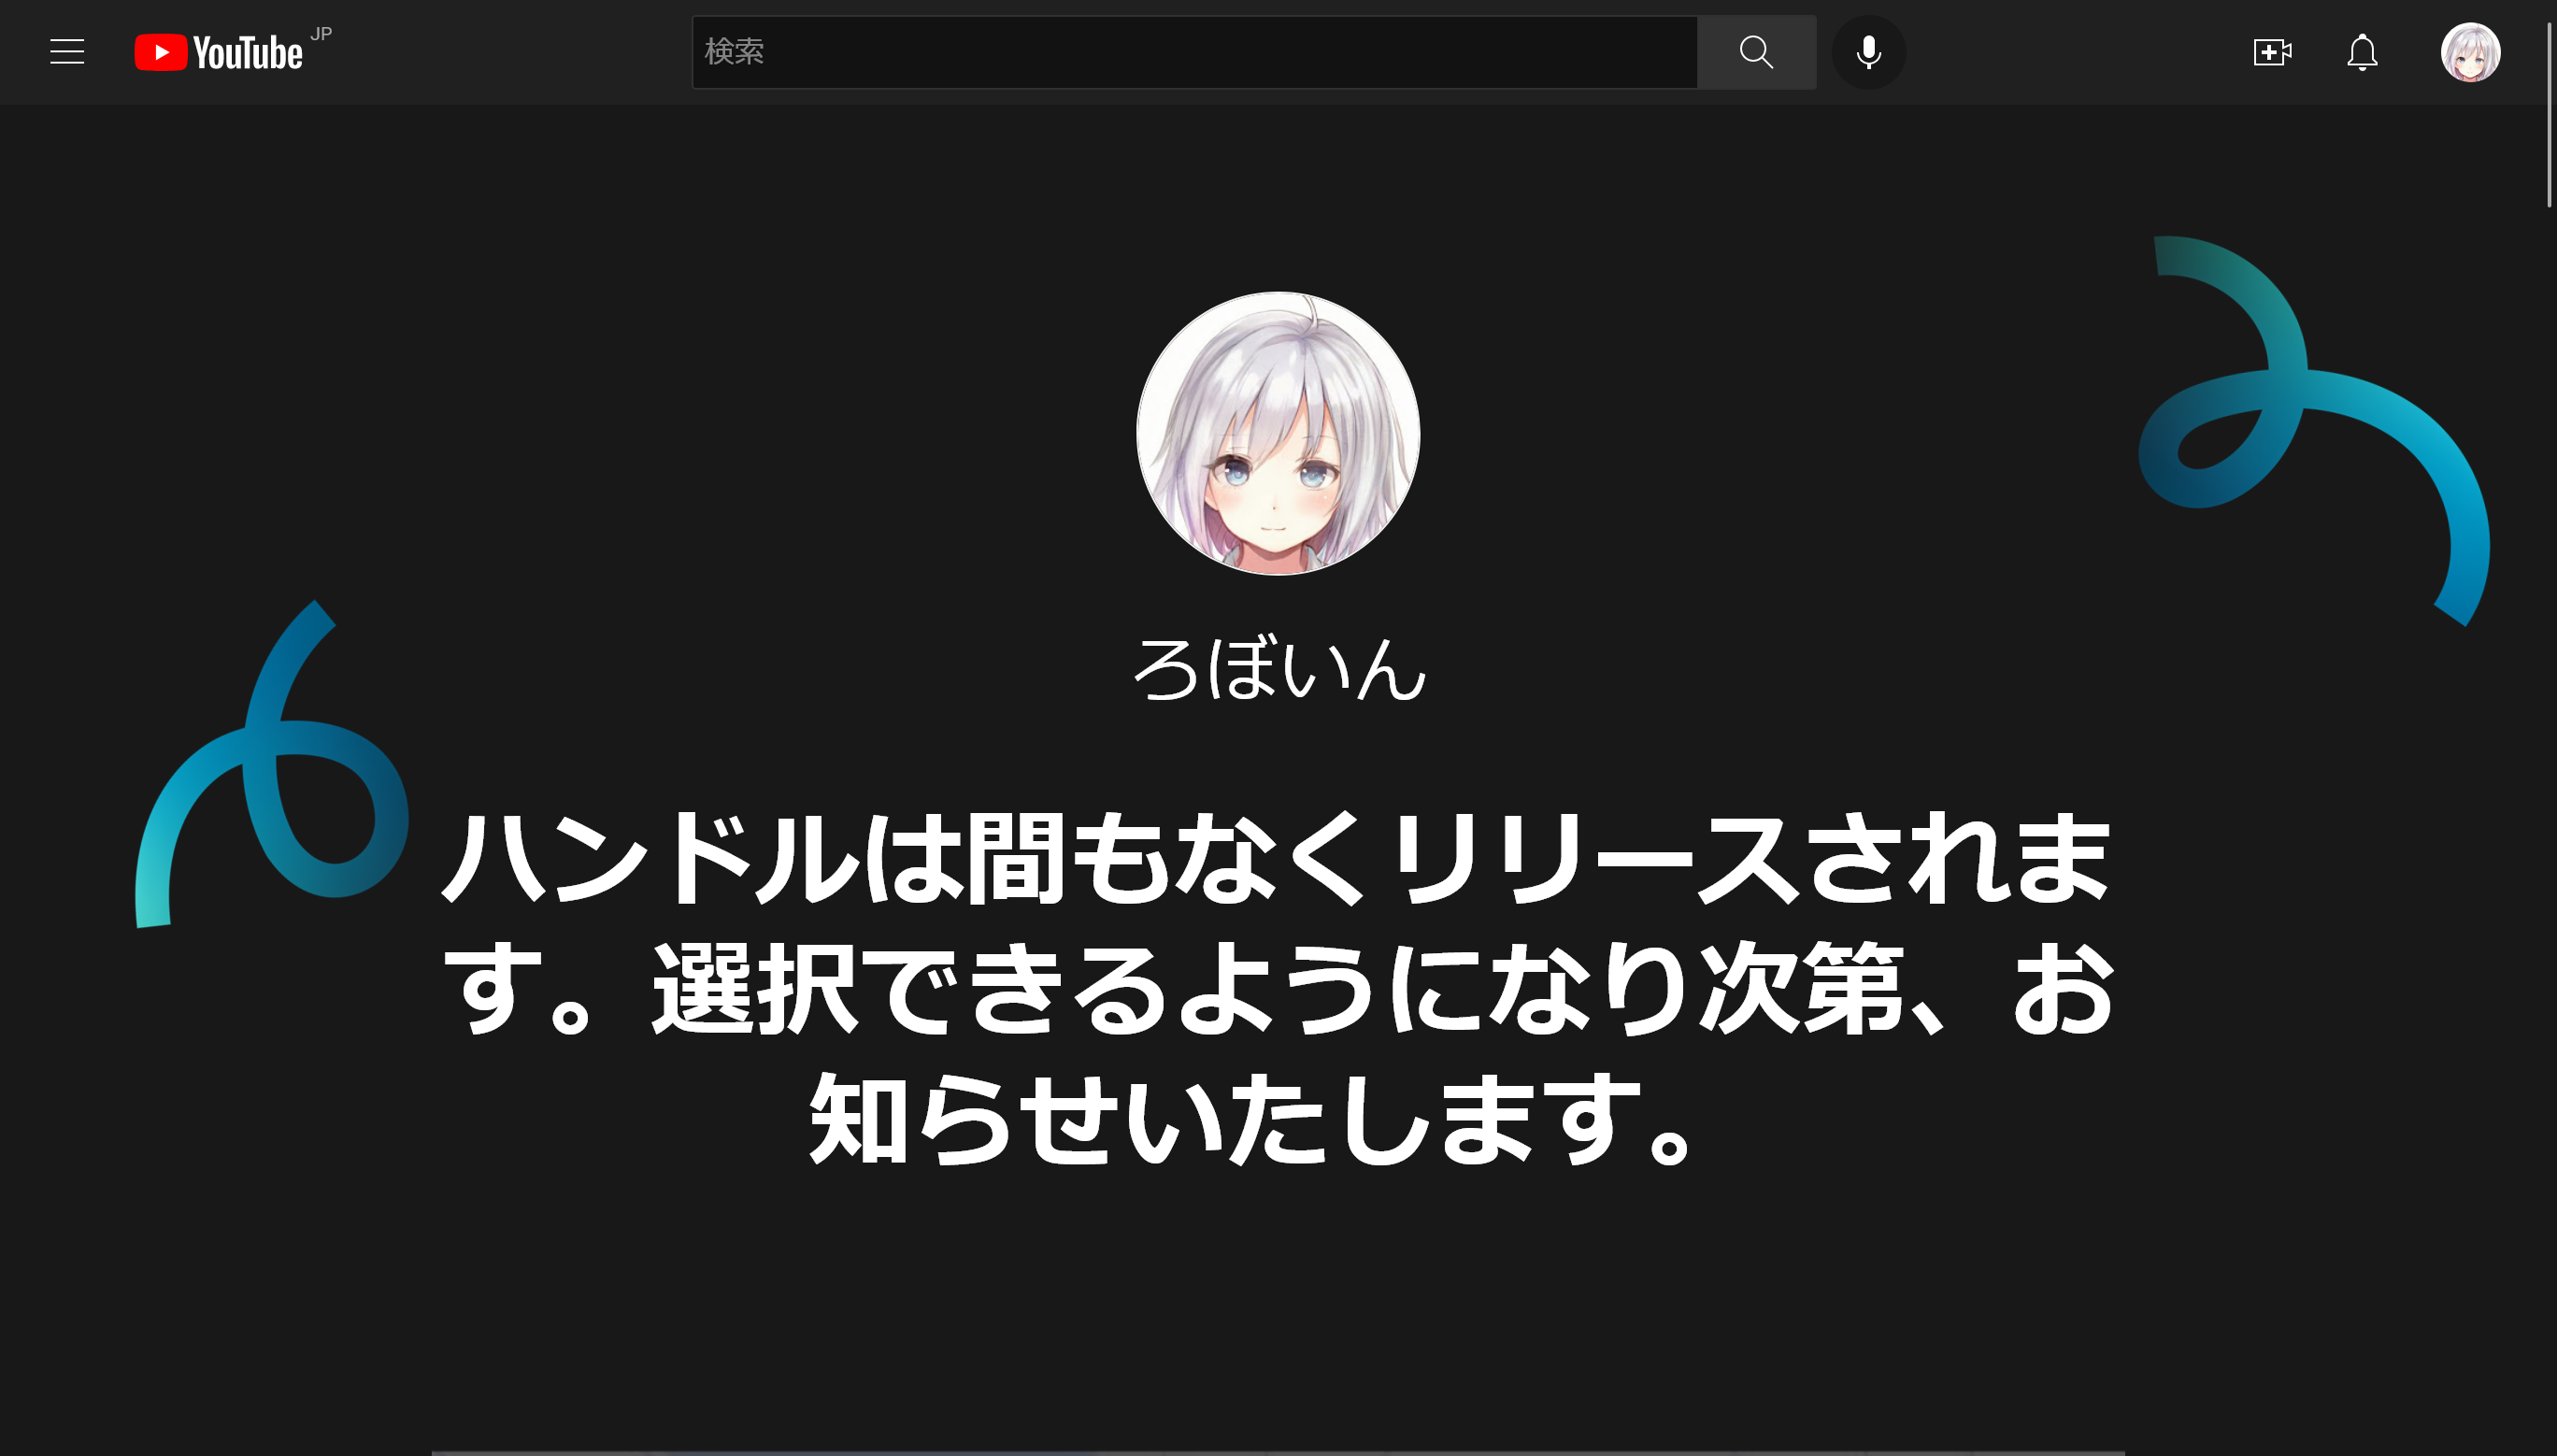 YouTube JP
検索
ろぼいん
ハンドルは間もなくリリースされま
す。選択できるようになり次第、お
知らせいたします。